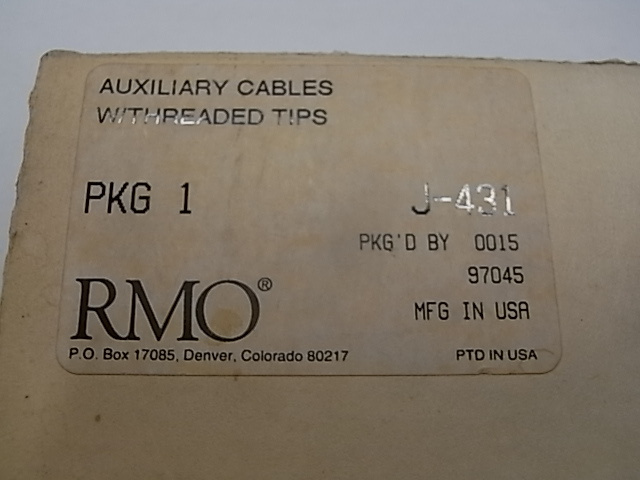 AUXILIARY CABLES
W/THREADED TIPS
PKG 1 J-431
PKG'D BY 0015
97045
RMO® MFG IN USA
P.O. Box 17085, Denver, Colorado 80217 PTD IN USA